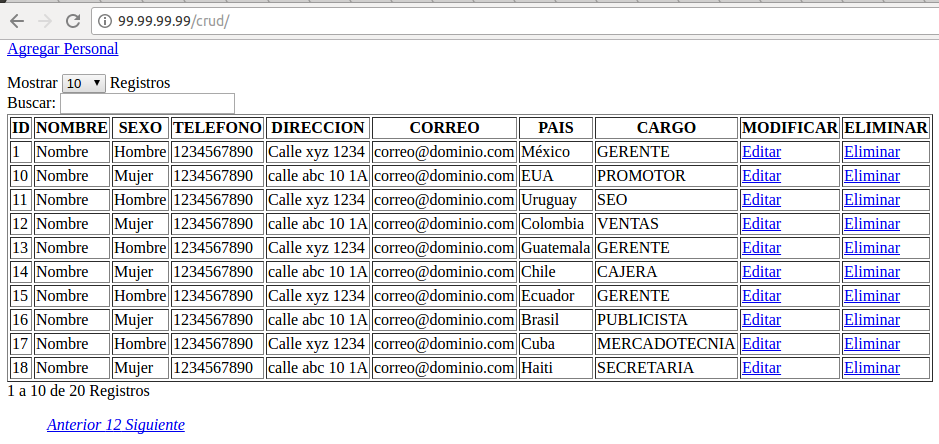 99.99.99.99/crud/
Agregar Personal
Mostrar 10 Registros
Buscar:
ID NOMBRE SEXO TELEFONO DIRECCION CORREO PAIS CARGO MODIFICAR ELIMINAR
1 Nombre Hombre 1234567890 Calle xyz 1234 correo@dominio.com México GERENTE Editar Eliminar
10 Nombre Mujer 1234567890 calle abc 10 1A correo@dominio.com EUA PROMOTOR Editar Eliminar
11 Nombre Hombre 1234567890 Calle xyz 1234 correo@dominio.com Uruguay SEO Editar Eliminar
12 Nombre Mujer 1234567890 calle abc 10 1A correo@dominio.com Colombia VENTAS Editar Eliminar
13 Nombre Hombre 1234567890 Calle xyz 1234 correo@dominio.com Guatemala GERENTE Editar Eliminar
14 Nombre Mujer 1234567890 calle abc 10 1A correo@dominio.com Chile CAJERA Editar Eliminar
15 Nombre Hombre 1234567890 Calle xyz 1234 correo@dominio.com Ecuador GERENTE Editar Eliminar
16 Nombre Mujer 1234567890 calle abc 10 1A correo@dominio.com Brasil PUBLICISTA Editar Eliminar
17 Nombre Hombre 1234567890 Calle xyz 1234 correo@dominio.com Cuba MERCADOTECNIA Editar Eliminar
18 Nombre Mujer 1234567890 calle abc 10 1A correo@dominio.com Haiti SECRETARIA Editar Eliminar
1 a 10 de 20 Registros
Anterior 12 Siguiente